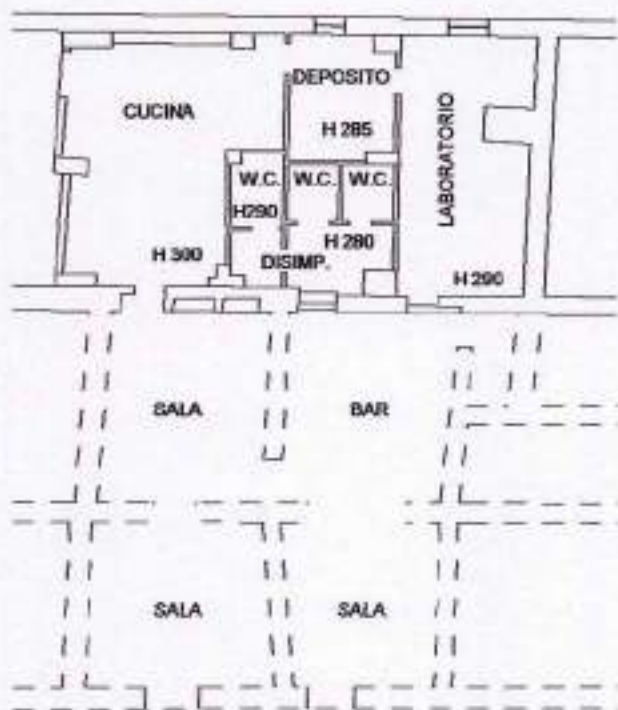 DEPOSITO
CUCINA
LABORATORIO
H 285
W.C. W.C. W.C.
H290
H 280
H 300
DISIMP.
H 290
SALA
BAR
SALA
SALA